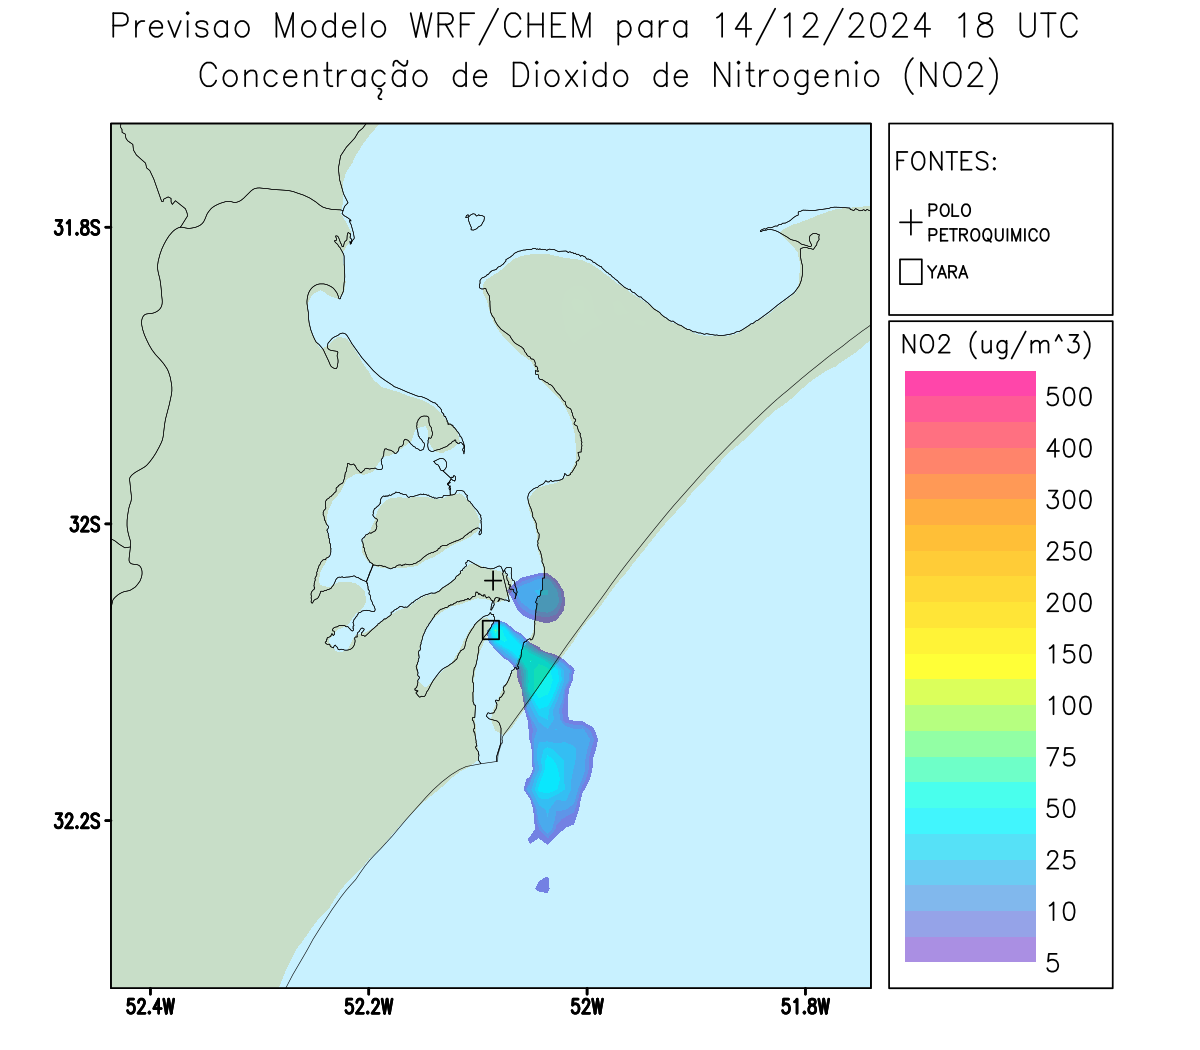 Previsao Modelo WRF/CHEM para 14/12/2024 18 UTC
Concentração de Dioxido de Nitrogenio (NO2)
FONTES:
POLO
PETROQUIMICO
YARA
NO2 (ug/m^3)
500
400
300
250
200
150
100
75
50
25
10
5
31.8S
32S
32.2S
52.4W
52.2W
52W
51.8W